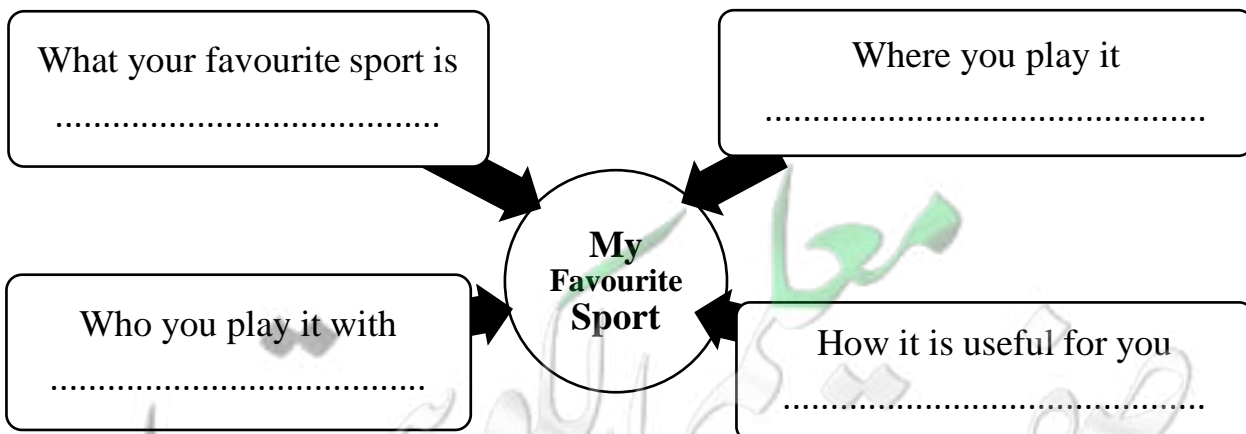 What your favourite sport is
.........................................
Where you play it
...............................................
My
Favourite
Sport
Who you play it with
........................................
How it is useful for you
.............................................